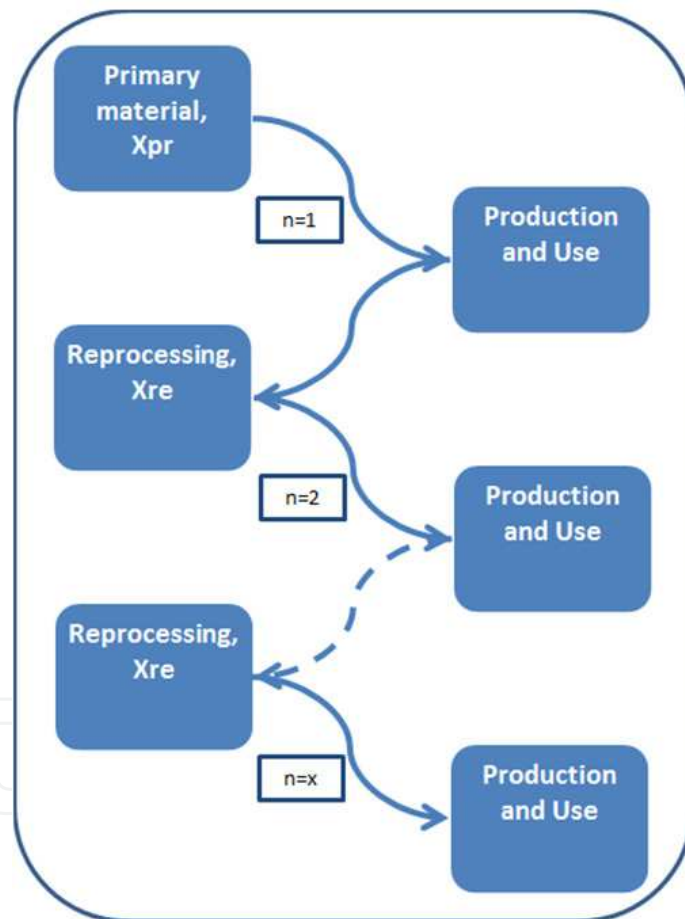 Primary
material,
Xpr
n=1
Production
and Use
Reprocessing,
Xre
n=2
Production
and Use
Reprocessing,
Xre
n=x
Production
and Use